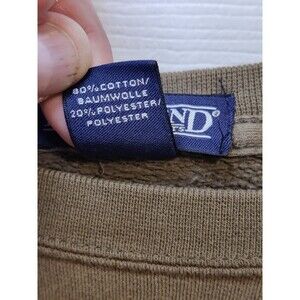 80% COTTON/
BAUMWOLLE
20% POLYESTER/
POLYESTER